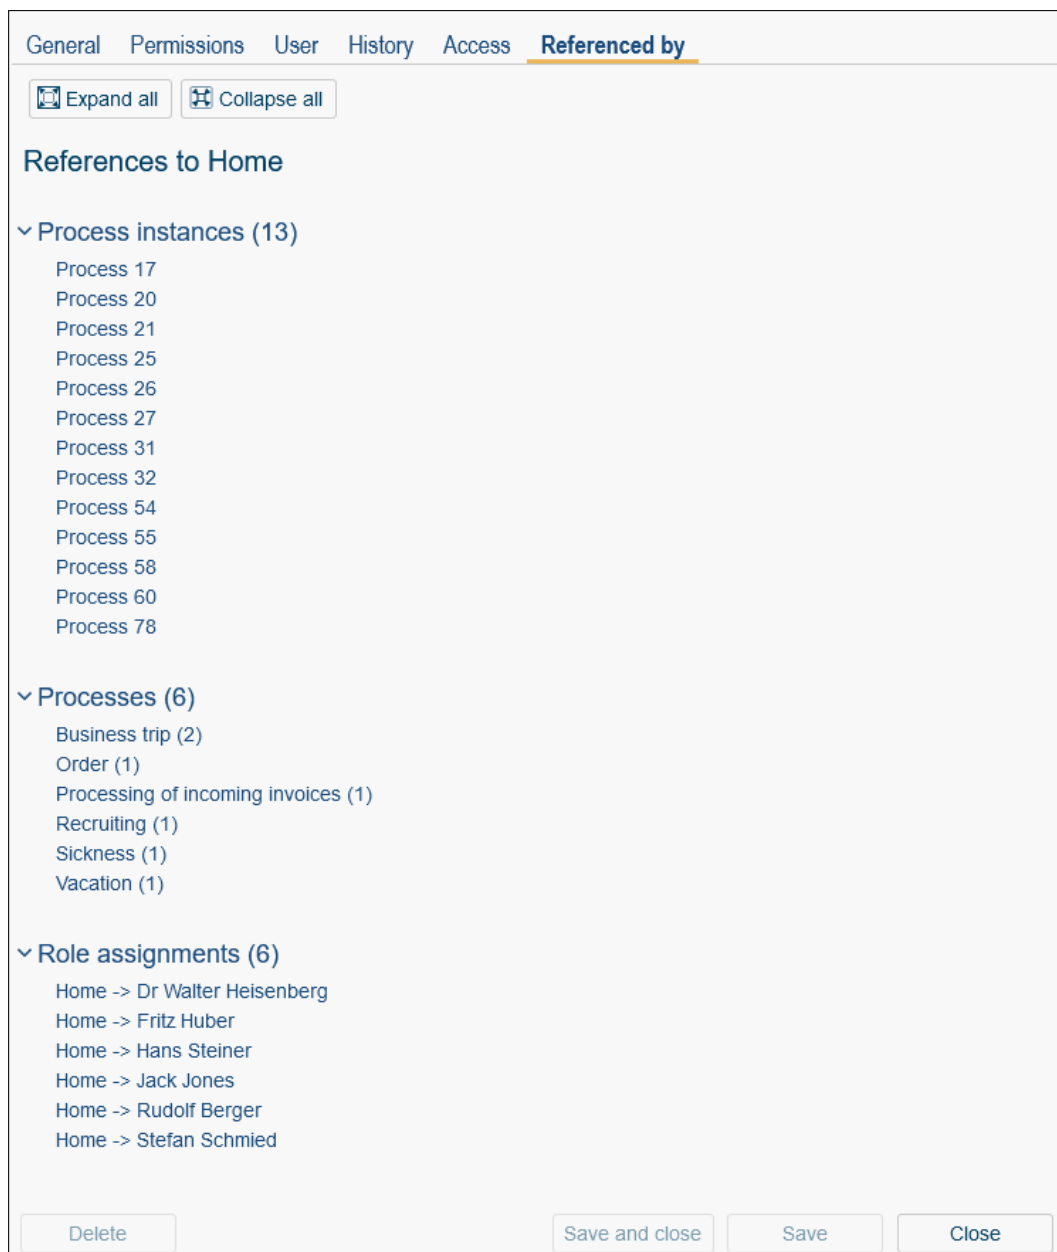 General Permissions User History Access Referenced by
Expand all Collapse all
References to Home
Process instances (13)
Process 17
Process 20
Process 21
Process 25
Process 26
Process 27
Process 31
Process 32
Process 54
Process 55
Process 58
Process 60
Process 78
Processes (6)
Business trip (2)
Order (1)
Processing of incoming invoices (1)
Recruiting (1)
Sickness (1)
Vacation (1)
Role assignments (6)
Home -> Dr Walter Heisenberg
Home -> Fritz Huber
Home -> Hans Steiner
Home -> Jack Jones
Home -> Rudolf Berger
Home -> Stefan Schmied
Delete Save and close Save Close